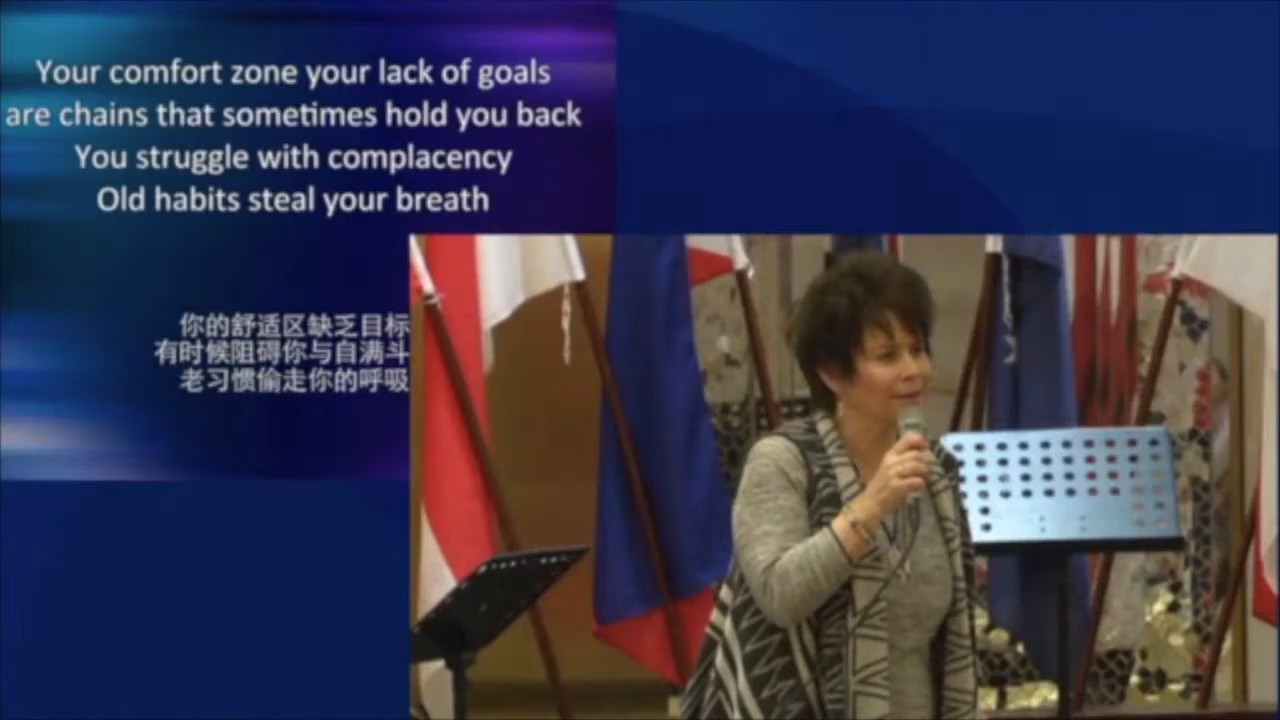 Your comfort zone your lack of goals
are chains that sometimes hold you back
You struggle with complacency
Old habits steal your breath
你的舒适区缺乏目标
有时候阻碍你与自满斗
老习惯偷走你的呼吸